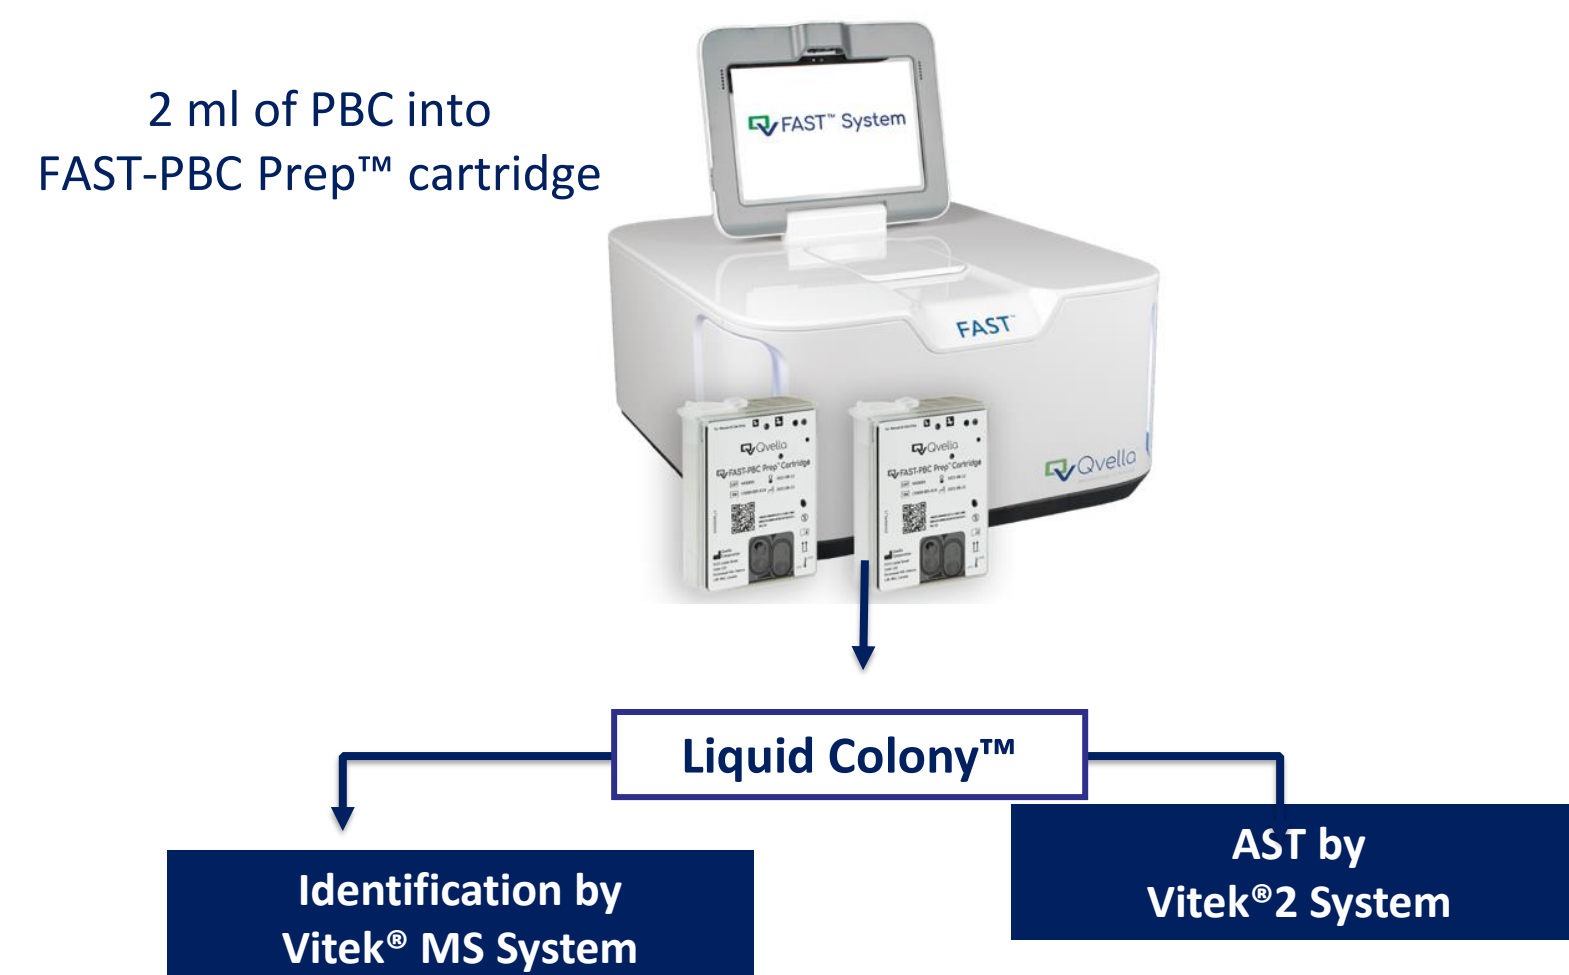 2 ml of PBC into
FAST-PBC Prep™ cartridge
FAST™ System
FAST™
Qvella
Qvella
FAST-PBC Prep™ Cartridge
Qvella
FAST-PBC Prep™ Cartridge
Liquid Colony™
Identification by
Vitek® MS System
AST by
Vitek®2 System